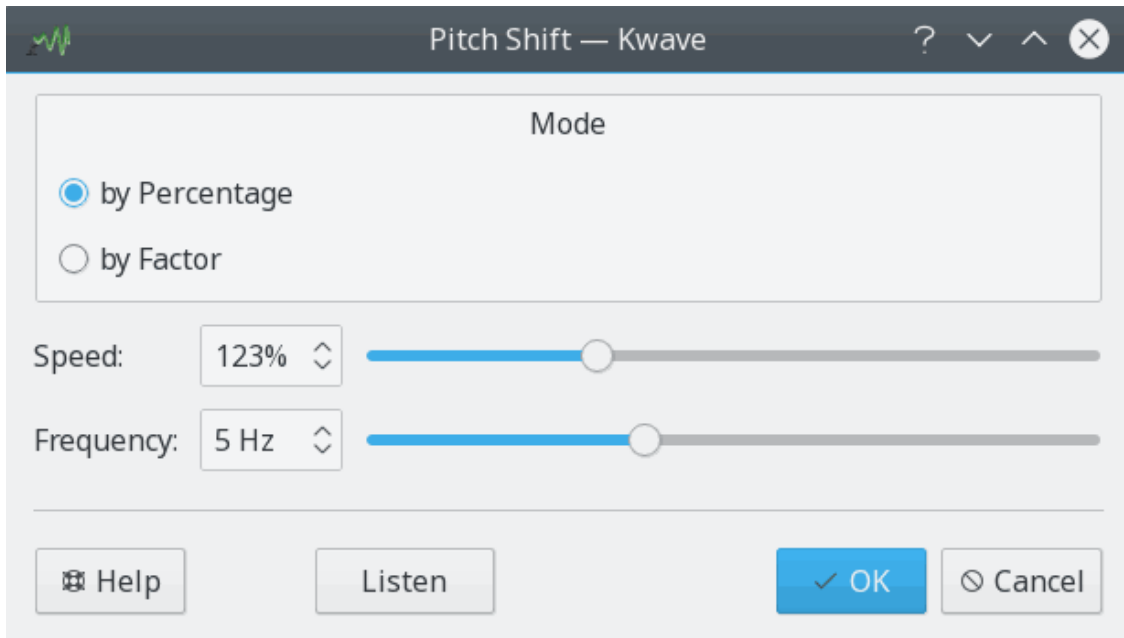 Pitch Shift — Kwave
Mode
by Percentage
by Factor
Speed: 123%
Frequency: 5 Hz
Help Listen OK Cancel